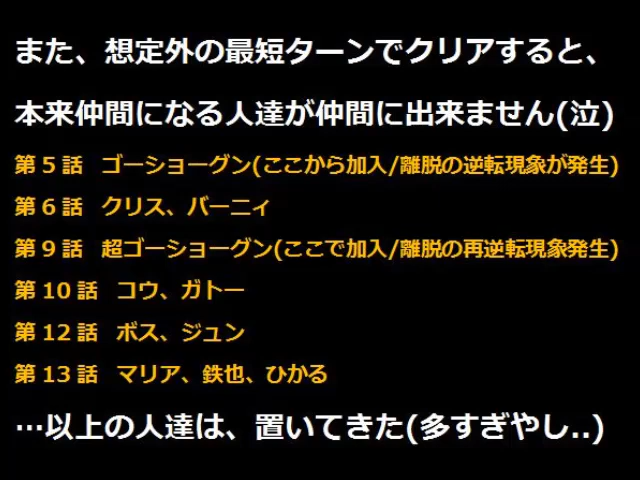 また、想定外の最短ターンでクリアすると、
本来仲間になる人達が仲間に出来ません(泣)
第5話 ゴーショーグン(ここから加入/離脱の逆転現象が発生)
第6話 クリス、バーニィ
第9話 超ゴーショーグン(ここで加入/離脱の再逆転現象発生)
第10話 コウ、ガトー
第12話 ボス、ジュン
第13話 マリア、鉄也、ひかる
…以上の人達は、置いてきた(多すぎやし..)